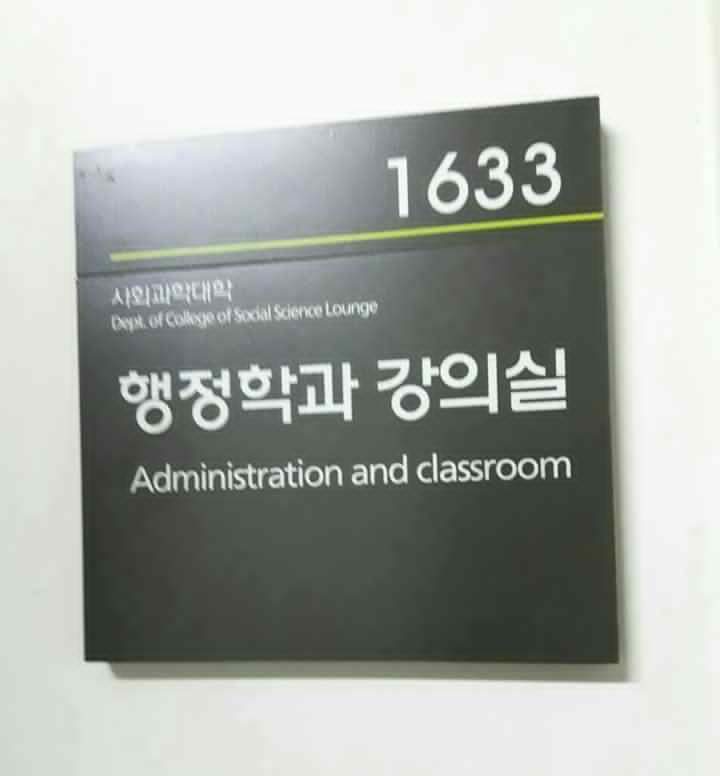 1633
사회과학대학
Dept. of College of Social Science Lounge
행정학과 강의실
Administration and classroom